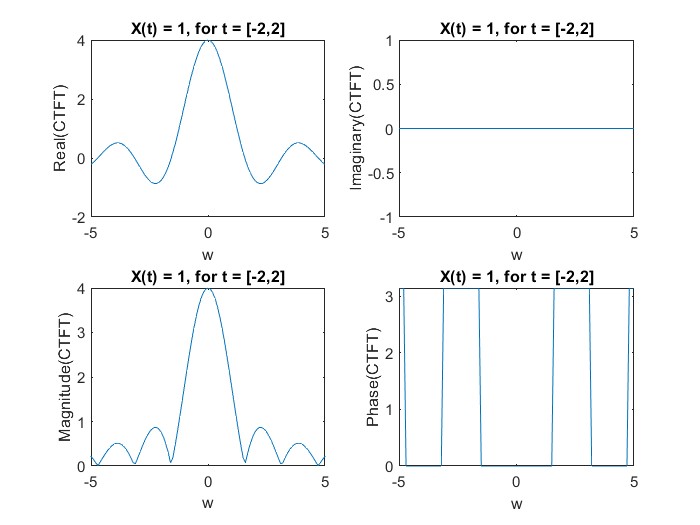 X(t) = 1, for t = [-2,2]
4
2
0
-2
Real(CTFT)
-5
0
5
w
X(t) = 1, for t = [-2,2]
1
0.5
0
-0.5
-1
Imaginary(CTFT)
-5
0
5
w
X(t) = 1, for t = [-2,2]
4
3
2
1
0
Magnitude(CTFT)
-5
0
5
w
X(t) = 1, for t = [-2,2]
3
2
1
0
Phase(CTFT)
-5
0
5
w